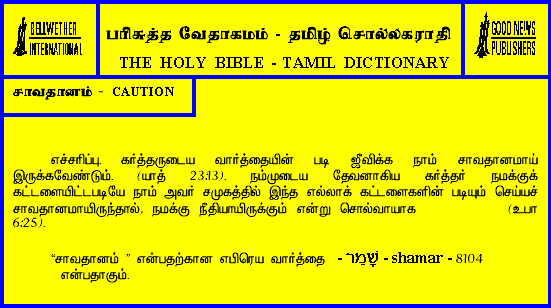 BELLWETHER
INTERNATIONAL
பரிசுத்த வேதாகமம் - தமிழ் சொல்லகராதி
THE HOLY BIBLE - TAMIL DICTIONARY
GOOD NEWS
PUBLISHERS
சாவதானம் - CAUTION
எச்சரிப்பு. கர்த்தருடைய வார்த்தையின் படி ஜீவிக்க நாம் சாவதானமாய்
இருக்கவேண்டும். (யாத் 23:13). நம்முடைய தேவனாகிய கர்த்தர் நமக்குக்
கட்டளையிட்டபடியே நாம் அவர் சமுகத்தில் இந்த எல்லாக் கட்டளைகளின் படியும் செய்யச்
சாவதானமாயிருந்தால், நமக்கு நீதியாயிருக்கும் என்று சொல்வாயாக (உபா
6:25).
“சாவதானம் ” என்பதற்கான எபிரெய வார்த்தை - שָׁמַר - shamar - 8104
என்பதாகும்.